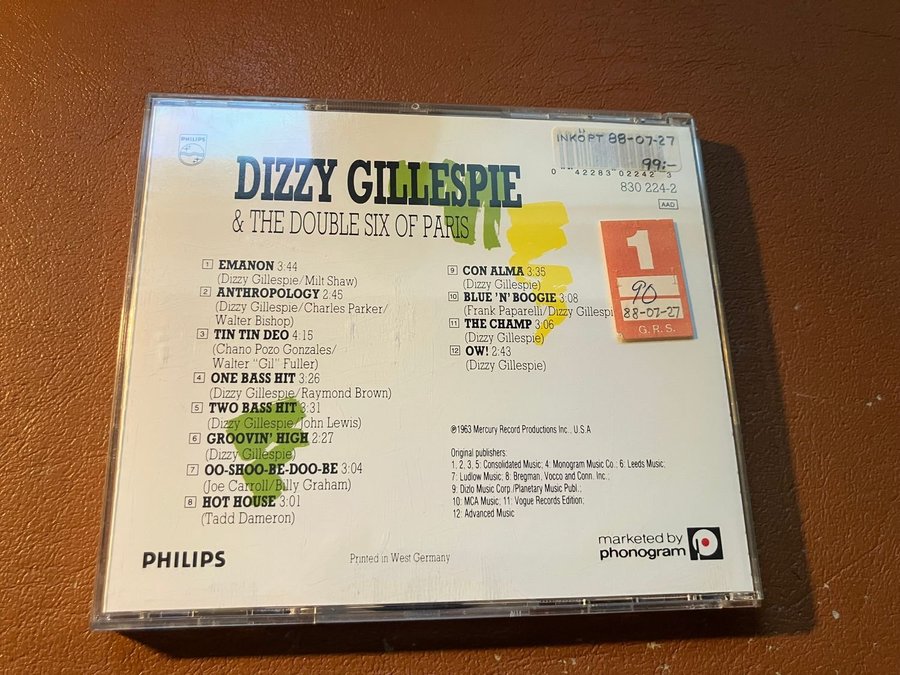 PHILIPS
DIZZY GILLESPIE
& THE DOUBLE SIX OF PARIS
INKÖPT 88-07-27
99:-
0 42283 02242 3
830 224-2
AAD
1
90
88-07-27
G.R.S.
1 EMANON 3:44
(Dizzy Gillespie/Milt Shaw)
2 ANTHROPOLOGY 2:45
(Dizzy Gillespie/Charles Parker/
Walter Bishop)
3 TIN TIN DEO 4:15
(Chano Pozo Gonzales/
Walter "Gil" Fuller)
4 ONE BASS HIT 3:26
(Dizzy Gillespie/Raymond Brown)
5 TWO BASS HIT 3:31
(Dizzy Gillespie/John Lewis)
6 GROOVIN' HIGH 2:27
(Dizzy Gillespie)
7 OO-SHOO-BE-DOO-BE 3:04
(Joe Carroll/Billy Graham)
8 HOT HOUSE 3:01
(Tadd Dameron)
9 CON ALMA 3:35
(Dizzy Gillespie)
10 BLUE 'N' BOOGIE 3:08
(Frank Paparelli/Dizzy Gillespi
11 THE CHAMP 3:06
(Dizzy Gillespie)
12 OW! 2:43
(Dizzy Gillespie)
℗1963 Mercury Record Productions Inc., U.S.A
Original publishers:
1, 2, 3, 5: Consolidated Music; 4: Monogram Music Co.; 6: Leeds Music;
7: Ludlow Music; 8: Bregman, Vocco and Conn. Inc.;
9: Dizlo Music Corp./Planetary Music Publ.;
10: MCA Music; 11: Vogue Records Edition;
12: Advanced Music
PHILIPS
Printed in West Germany
marketed by
phonogram